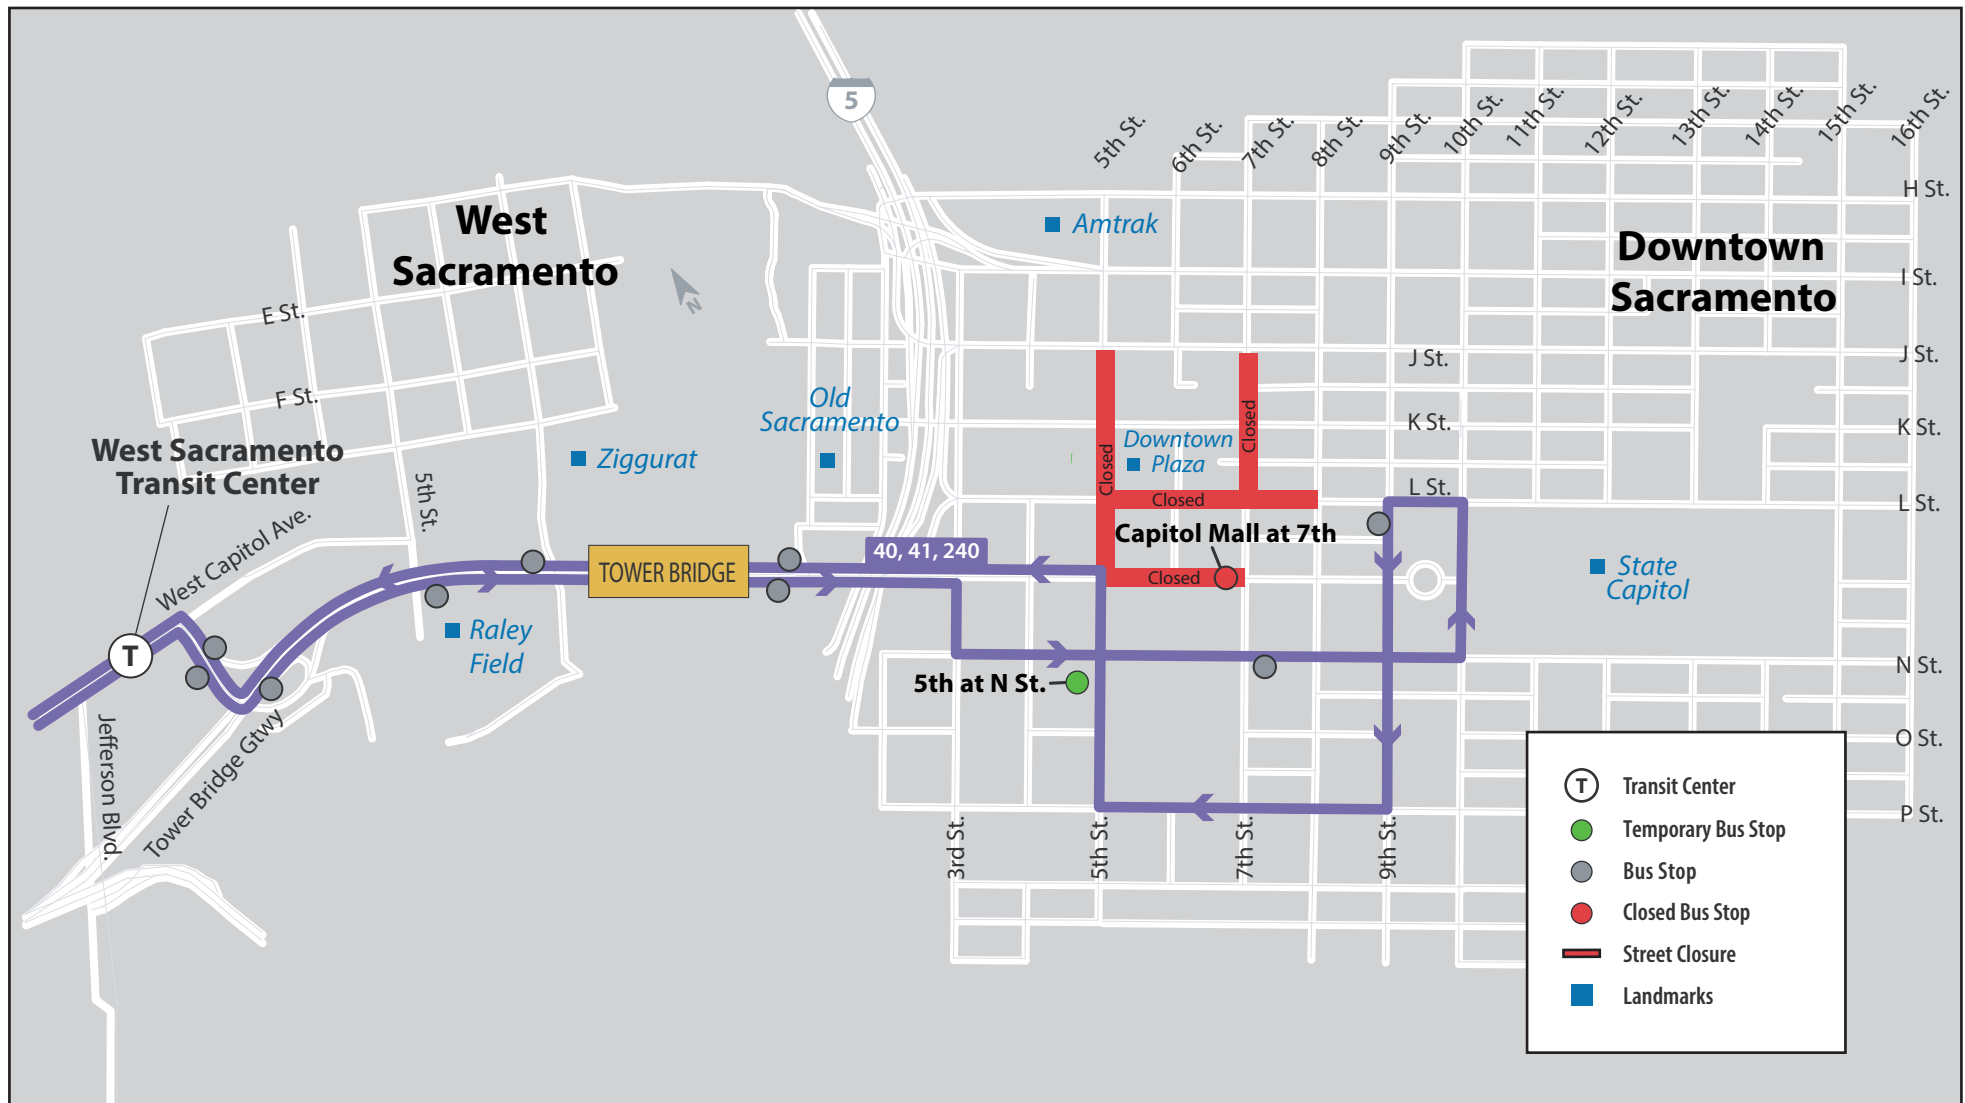 5
5th St.
6th St.
7th St.
8th St.
9th St.
10th St.
11th St.
12th St.
13th St.
14th St.
15th St.
16th St.
H St.
West
Sacramento
Amtrak
Downtown
Sacramento
I St.
N
E St.
F St.
J St.
J St.
Old
Sacramento
Closed
Closed
Downtown
Plaza
K St.
K St.
West Sacramento
Transit Center
Ziggurat
5th St.
Closed
L St.
L St.
West Capitol Ave.
Capitol Mall at 7th
40, 41, 240
TOWER BRIDGE
Closed
State
Capitol
T
Raley
Field
5th at N St.
N St.
Jefferson Blvd.
Tower Bridge Gtwy
O St.
P St.
3rd St.
5th St.
7th St.
9th St.
T
Transit Center
Temporary Bus Stop
Bus Stop
Closed Bus Stop
Street Closure
Landmarks